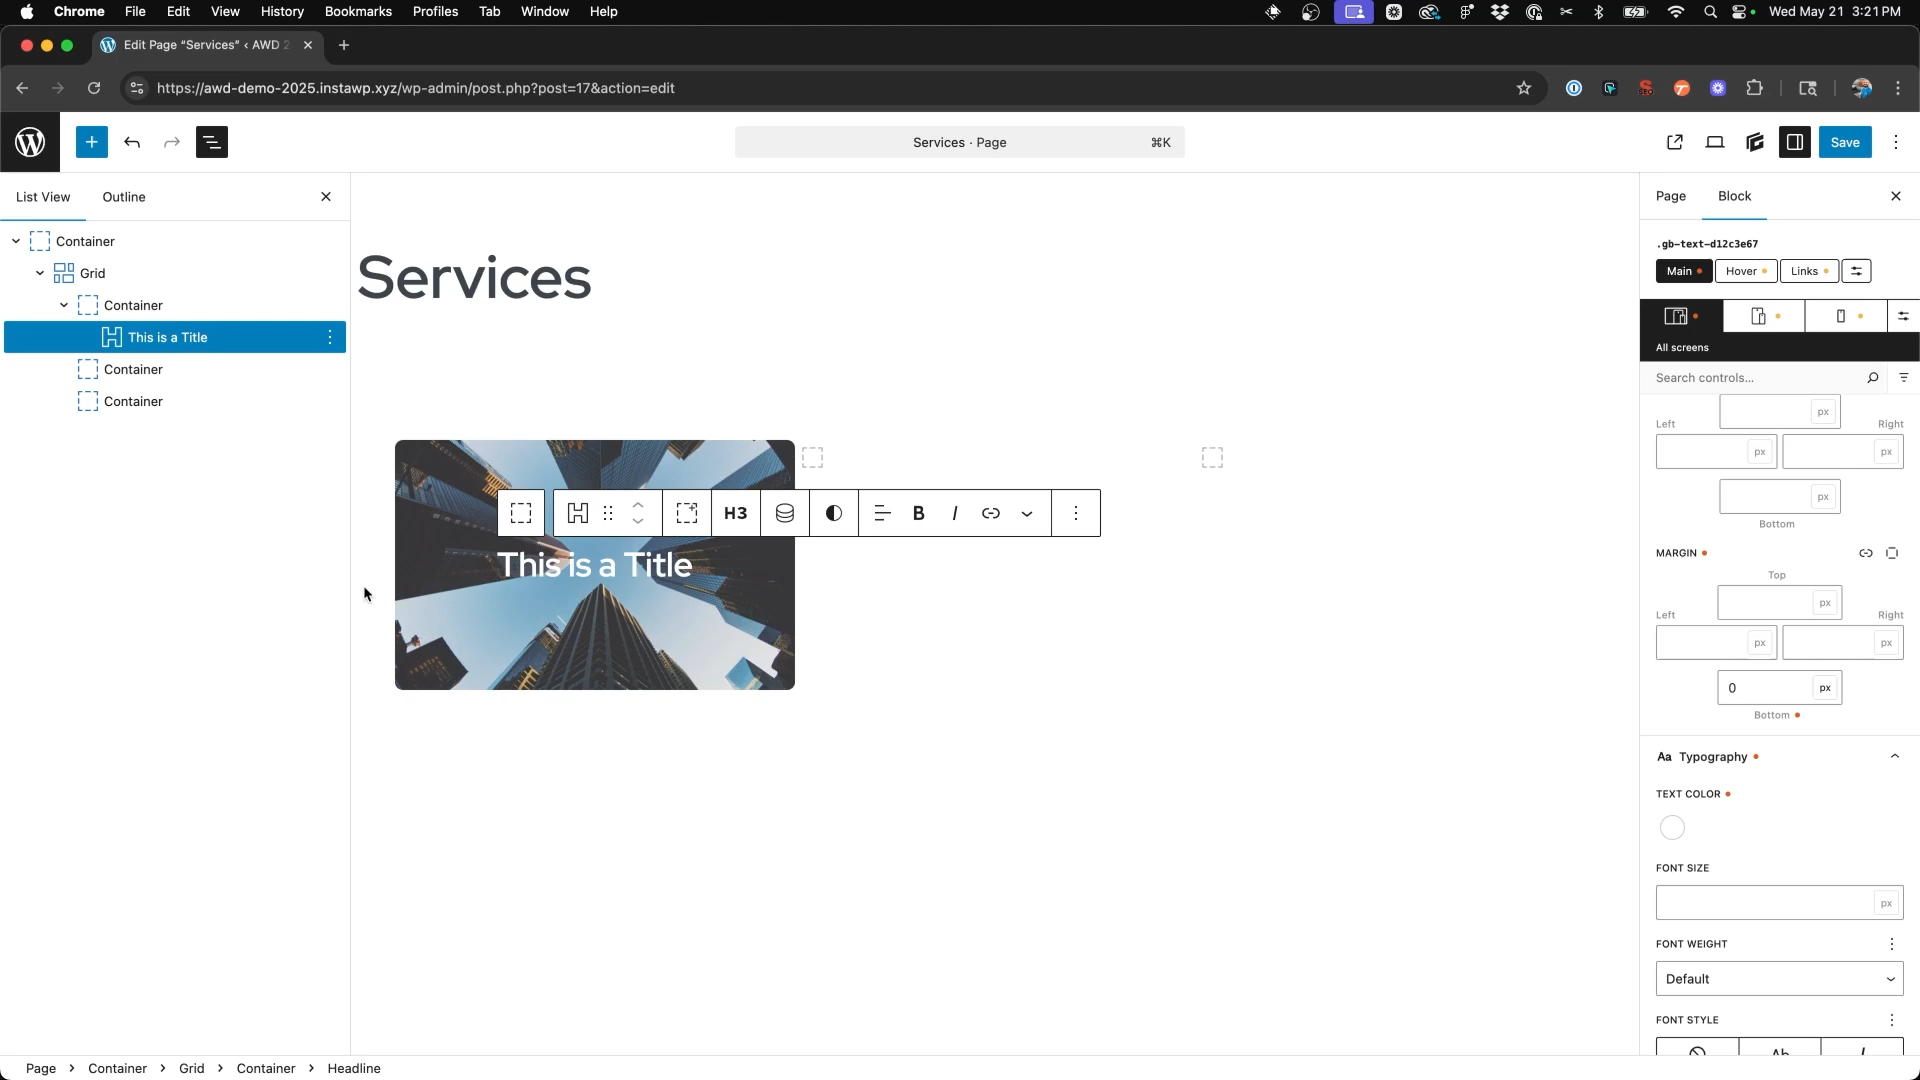 Chrome File Edit View History Bookmarks Profiles Tab Window Help
Wed May 21 3:21 PM
Edit Page “Services” ‹ AWD 2
https://awd-demo-2025.instawp.xyz/wp-admin/post.php?post=17&action=edit
SEO
Services · Page ⌘K
Save
List View Outline
Page Block
Container
Grid
Container
This is a Title
Container
Container
Services
H3 B I
This is a Title
.gb-text-d12c3e67
Main Hover Links
All screens
Search controls...
px
Left Right
px px
px
Bottom
MARGIN
Top
px
Left Right
px px
0 px
Bottom
Aa Typography
TEXT COLOR
FONT SIZE
px
FONT WEIGHT
Default
FONT STYLE
Ab I
Page > Container > Grid > Container > Headline